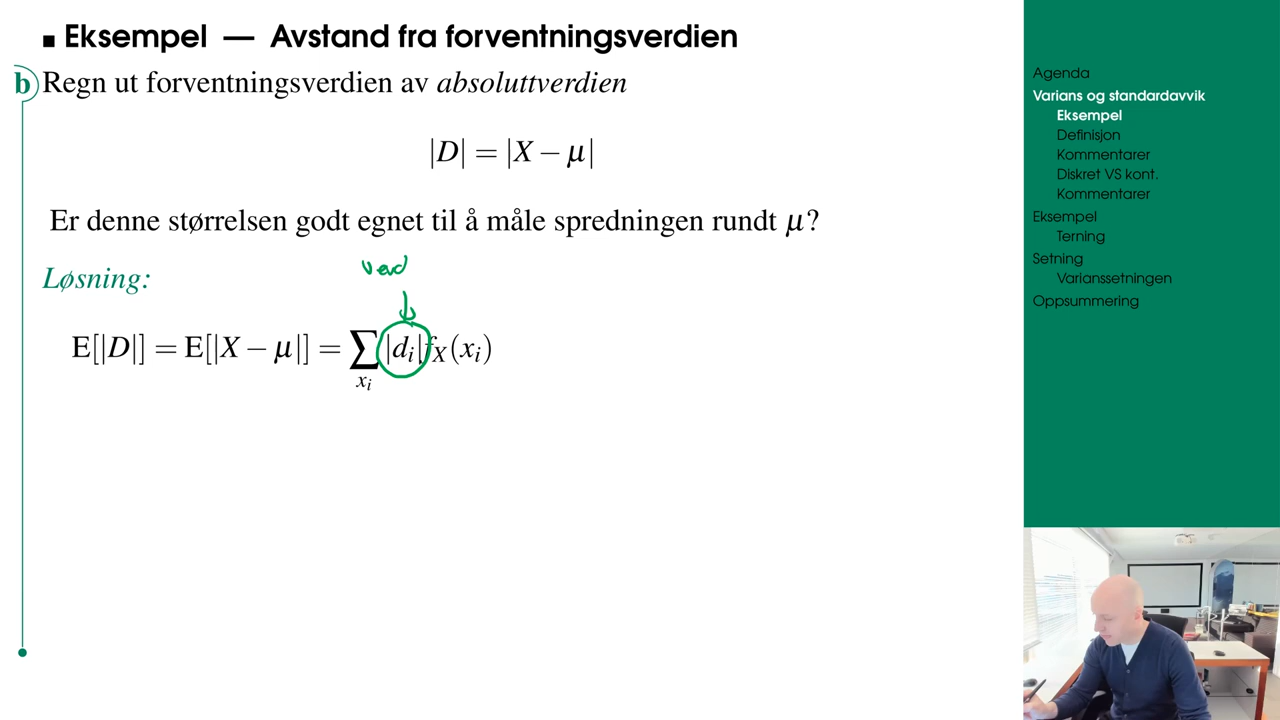 Eksempel — Avstand fra forventningsverdien
b Regn ut forventningsverdien av absoluttverdien
|D| = |X − μ|
Er denne størrelsen godt egnet til å måle spredningen rundt μ?
Løsning:
E[|D|] = E[|X − μ|] = ∑_{x_i} |d_i| f_X(x_i)
Agenda
Varians og standardavvik
Eksempel
Definisjon
Kommentarer
Diskret VS kont.
Kommentarer
Eksempel
Terning
Setning
Varianssetningen
Oppsummering